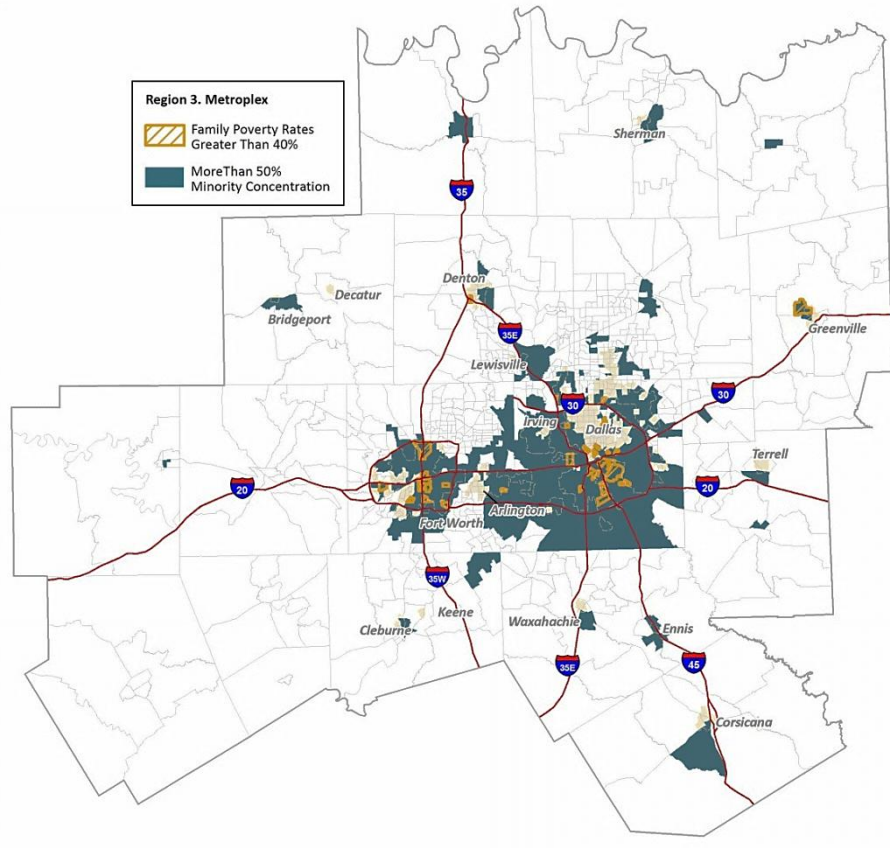 Region 3. Metroplex
Family Poverty Rates
Greater Than 40%
MoreThan 50%
Minority Concentration
Sherman
35
Denton
Decatur
Bridgeport
Greenville
35E
Lewisville
30
30
Irving
Dallas
Terrell
20
20
Arlington
Fort Worth
35W
Keene
Cleburne
Waxahachie
Ennis
35E
45
Corsicana